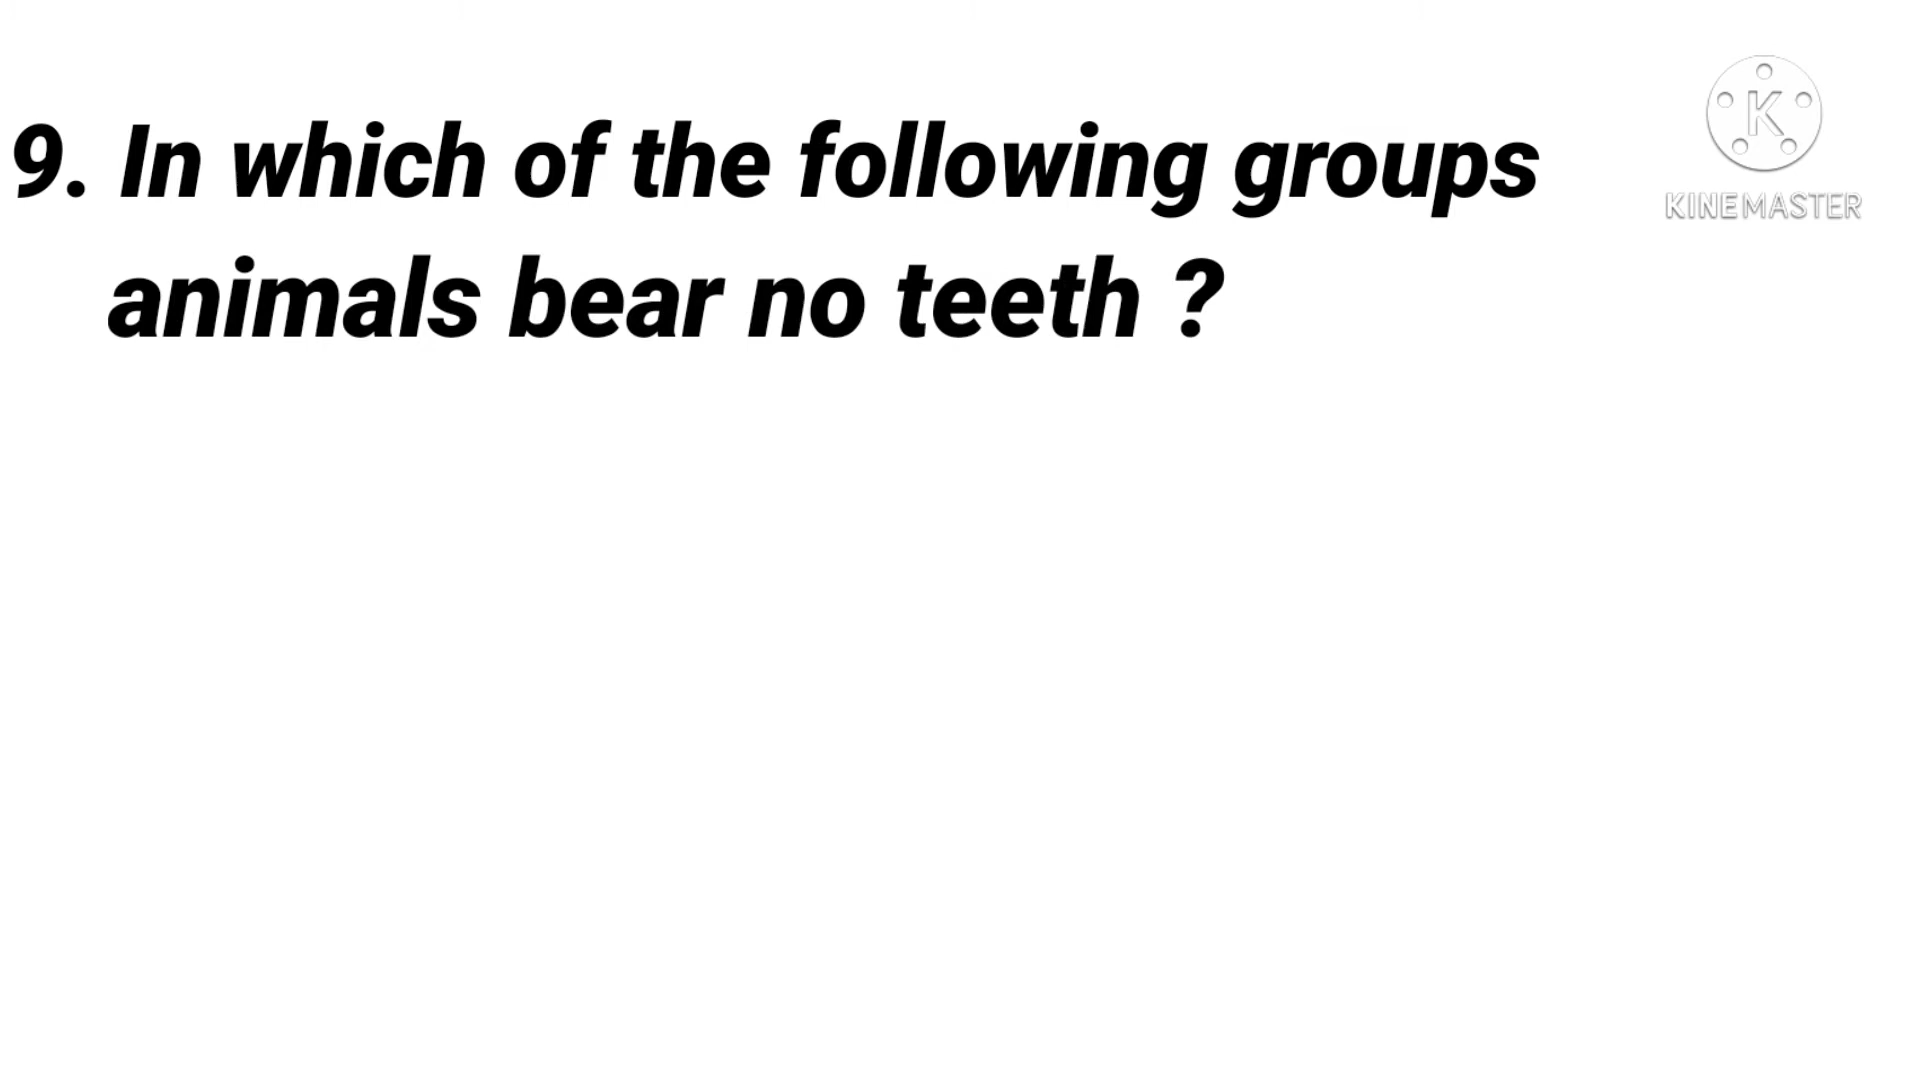 9. In which of the following groups
animals bear no teeth ?
K
KINEMASTER